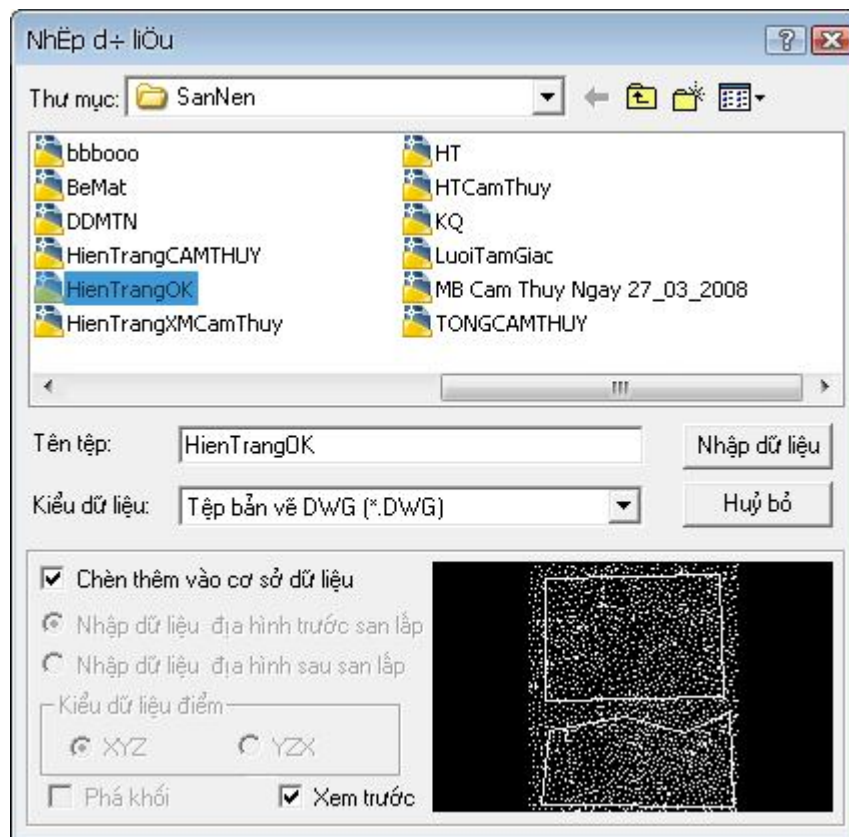 NhËp d÷ liÖu
Thư mục: SanNen
bbbooo
BeMat
DDMTN
HienTrangCAMTHUY
HienTrangOK
HienTrangXMCamThuy
HT
HTCamThuy
KQ
LuoiTamGiac
MB Cam Thuy Ngay 27_03_2008
TONGCAMTHUY
Tên tệp: HienTrangOK Nhập dữ liệu
Kiểu dữ liệu: Tệp bản vẽ DWG (*.DWG) Huỷ bỏ
Chèn thêm vào cơ sở dữ liệu
Nhập dữ liệu địa hình trước san lấp
Nhập dữ liệu địa hình sau san lấp
Kiểu dữ liệu điểm
XYZ YZX
Phá khối Xem trước